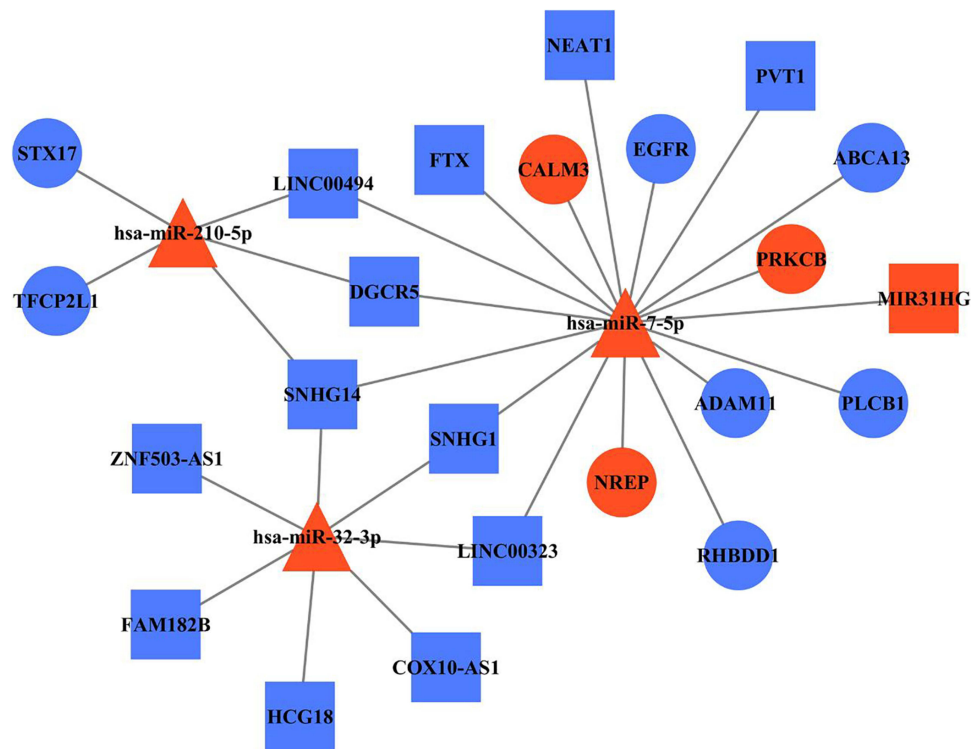 NEAT1
PVT1
STX17
FTX
CALM3
EGFR
ABCA13
LINC00494
hsa-miR-210-5p
PRKCB
TFCP2L1
DGCR5
MIR31HG
hsa-miR-7-5p
SNHG14
ADAM11
PLCB1
SNHG1
ZNF503-AS1
NREP
hsa-miR-32-3p
LINC00323
RHBDD1
FAM182B
COX10-AS1
HCG18